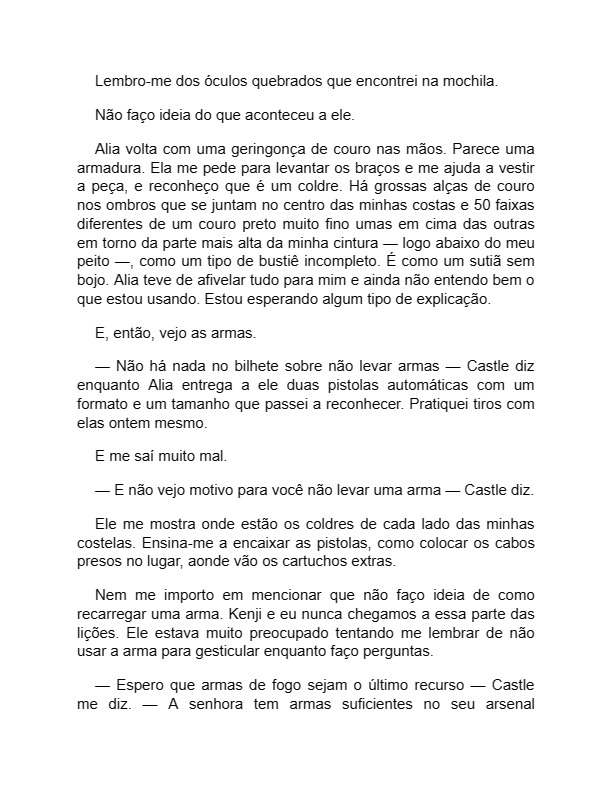 Lembro-me dos óculos quebrados que encontrei na mochila.
Não faço ideia do que aconteceu a ele.
Alia volta com uma geringonça de couro nas mãos. Parece uma
armadura. Ela me pede para levantar os braços e me ajuda a vestir
a peça, e reconheço que é um coldre. Há grossas alças de couro
nos ombros que se juntam no centro das minhas costas e 50 faixas
diferentes de um couro preto muito fino umas em cima das outras
em torno da parte mais alta da minha cintura — logo abaixo do meu
peito —, como um tipo de bustiê incompleto. É como um sutiã sem
bojo. Alia teve de afivelar tudo para mim e ainda não entendo bem o
que estou usando. Estou esperando algum tipo de explicação.
E, então, vejo as armas.
— Não há nada no bilhete sobre não levar armas — Castle diz
enquanto Alia entrega a ele duas pistolas automáticas com um
formato e um tamanho que passei a reconhecer. Pratiquei tiros com
elas ontem mesmo.
E me saí muito mal.
— E não vejo motivo para você não levar uma arma — Castle diz.
Ele me mostra onde estão os coldres de cada lado das minhas
costelas. Ensina-me a encaixar as pistolas, como colocar os cabos
presos no lugar, aonde vão os cartuchos extras.
Nem me importo em mencionar que não faço ideia de como
recarregar uma arma. Kenji e eu nunca chegamos a essa parte das
lições. Ele estava muito preocupado tentando me lembrar de não
usar a arma para gesticular enquanto faço perguntas.
— Espero que armas de fogo sejam o último recurso — Castle
me diz. — A senhora tem armas suficientes no seu arsenal